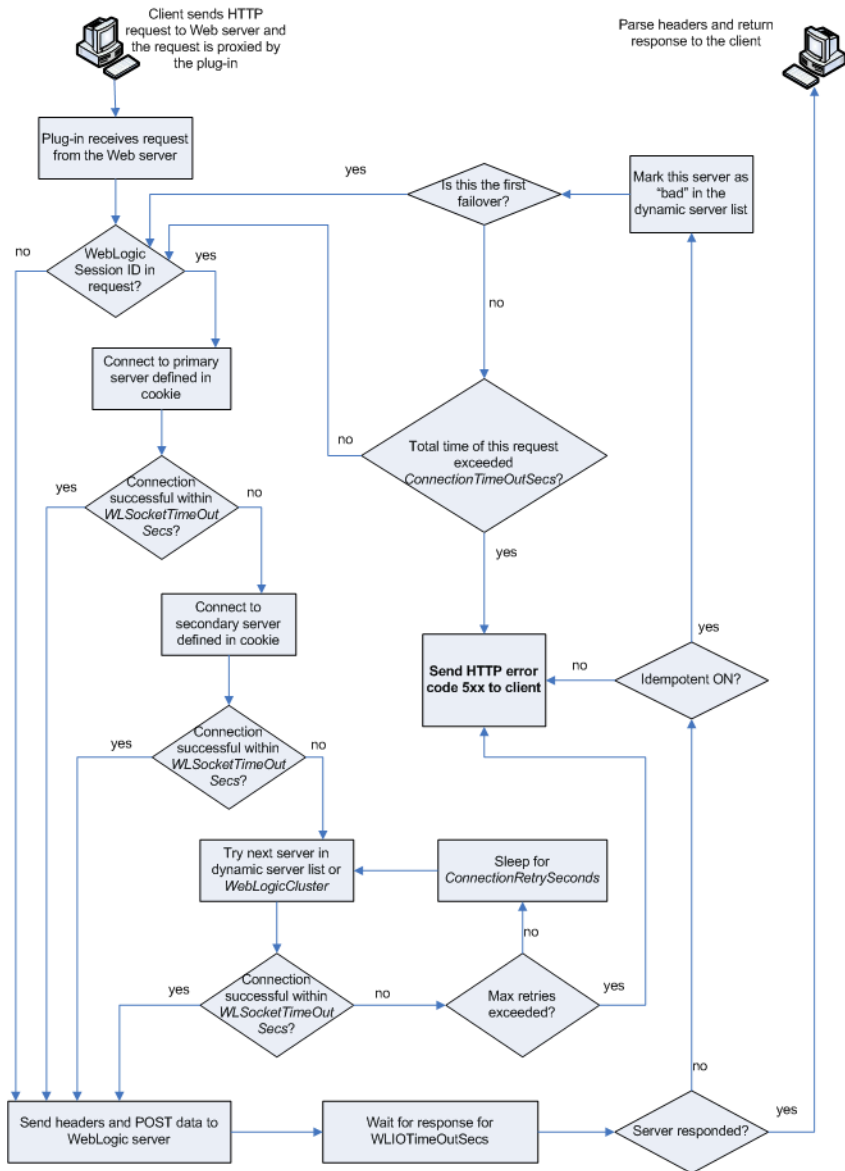 Client sends HTTP
request to Web server and
the request is proxied by
the plug-in
Parse headers and return
response to the client
Plug-in receives request
from the Web server
yes
Is this the first
failover?
Mark this server as
“bad” in the
dynamic server list
no
WebLogic
Session ID in
request?
yes
no
Connect to primary
server defined in
cookie
no
Total time of this request
exceeded
ConnectionTimeOutSecs?
yes
Connection
successful within
WLSocketTimeOut
Secs?
no
yes
Connect to
secondary server
defined in cookie
yes
Send HTTP error
code 5xx to client
no
Idempotent ON?
yes
Connection
successful within
WLSocketTimeOut
Secs?
no
Try next server in
dynamic server list or
WebLogicCluster
Sleep for
ConnectionRetrySeconds
no
yes
Connection
successful within
WLSocketTimeOut
Secs?
no
Max retries
exceeded?
yes
no
Send headers and POST data to
WebLogic server
Wait for response for
WLIOTimeOutSecs
Server responded?
yes